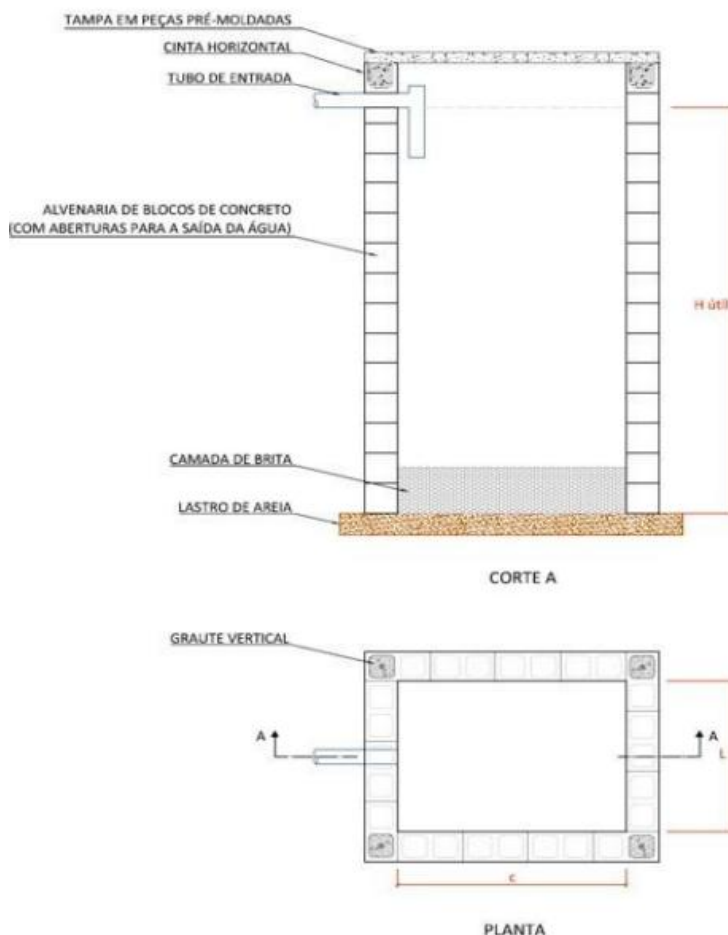 TAMPA EM PEÇAS PRÉ-MOLDADAS
CINTA HORIZONTAL
TUBO DE ENTRADA
ALVENARIA DE BLOCOS DE CONCRETO
(COM ABERTURAS PARA A SAÍDA DA ÁGUA)
H útil
CAMADA DE BRITA
LASTRO DE AREIA
CORTE A
GRAUTE VERTICAL
A
A
L
c
PLANTA